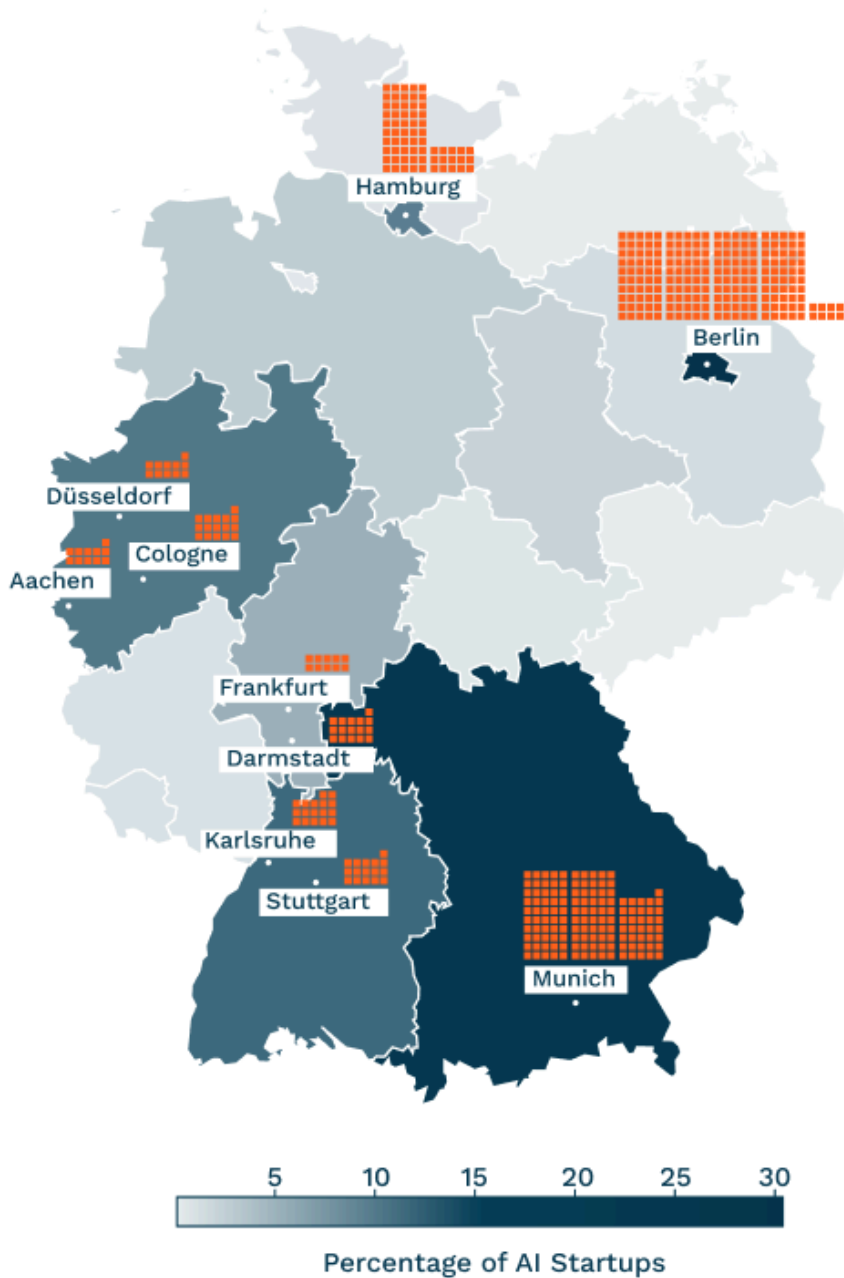 Hamburg
Berlin
Düsseldorf
Cologne
Aachen
Frankfurt
Darmstadt
Karlsruhe
Stuttgart
Munich
5 10 15 20 25 30
Percentage of AI Startups